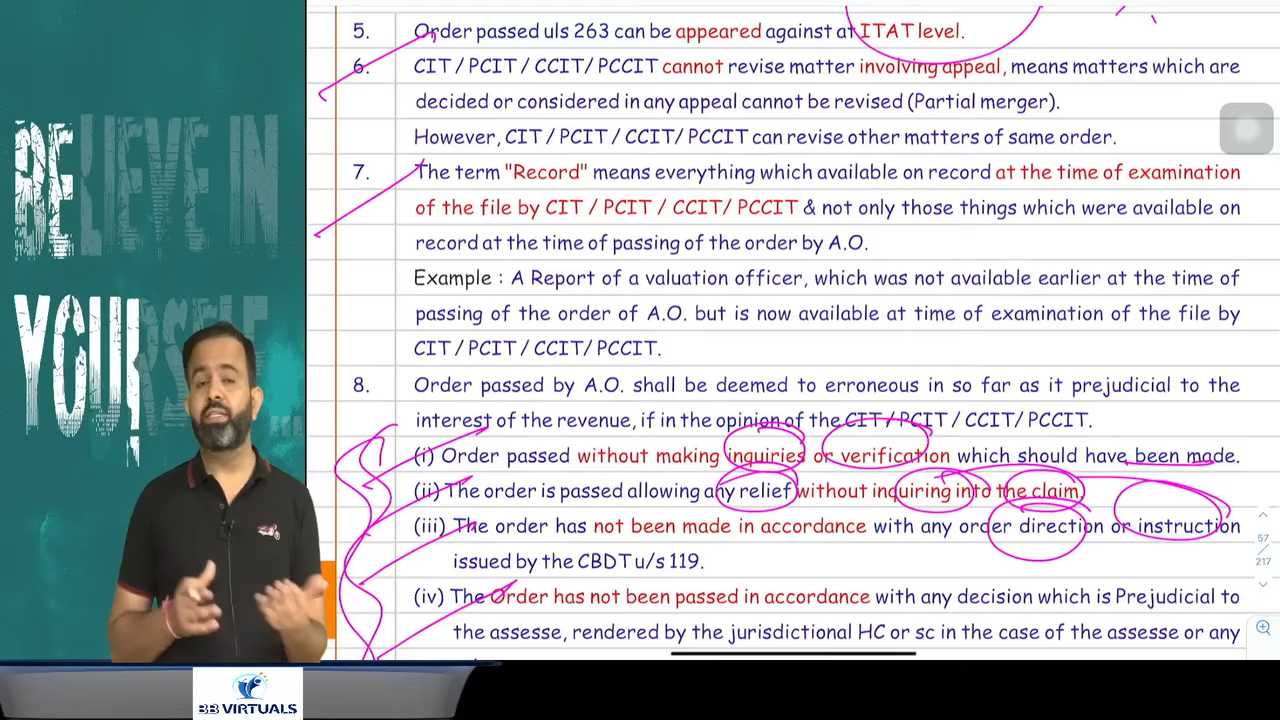 BELIEVE IN
YOURSELF...
5. Order passed uls 263 can be appeared against at ITAT level.
6. CIT / PCIT / CCIT/ PCCIT cannot revise matter involving appeal, means matters which are
decided or considered in any appeal cannot be revised (Partial merger).
However, CIT / PCIT / CCIT/ PCCIT can revise other matters of same order.
7. The term "Record" means everything which available on record at the time of examination
of the file by CIT / PCIT / CCIT/ PCCIT & not only those things which were available on
record at the time of passing of the order by A.O.
Example : A Report of a valuation officer, which was not available earlier at the time of
passing of the order of A.O. but is now available at time of examination of the file by
CIT / PCIT / CCIT/ PCCIT.
8. Order passed by A.O. shall be deemed to erroneous in so far as it prejudicial to the
interest of the revenue, if in the opinion of the CIT / PCIT / CCIT/ PCCIT.
(i) Order passed without making inquiries or verification which should have been made.
(ii) The order is passed allowing any relief without inquiring into the claim.
(iii) The order has not been made in accordance with any order direction or instruction
issued by the CBDT u/s 119.
(iv) The Order has not been passed in accordance with any decision which is Prejudicial to
the assesse, rendered by the jurisdictional HC or sc in the case of the assesse or any
57
217
BB VIRTUALS